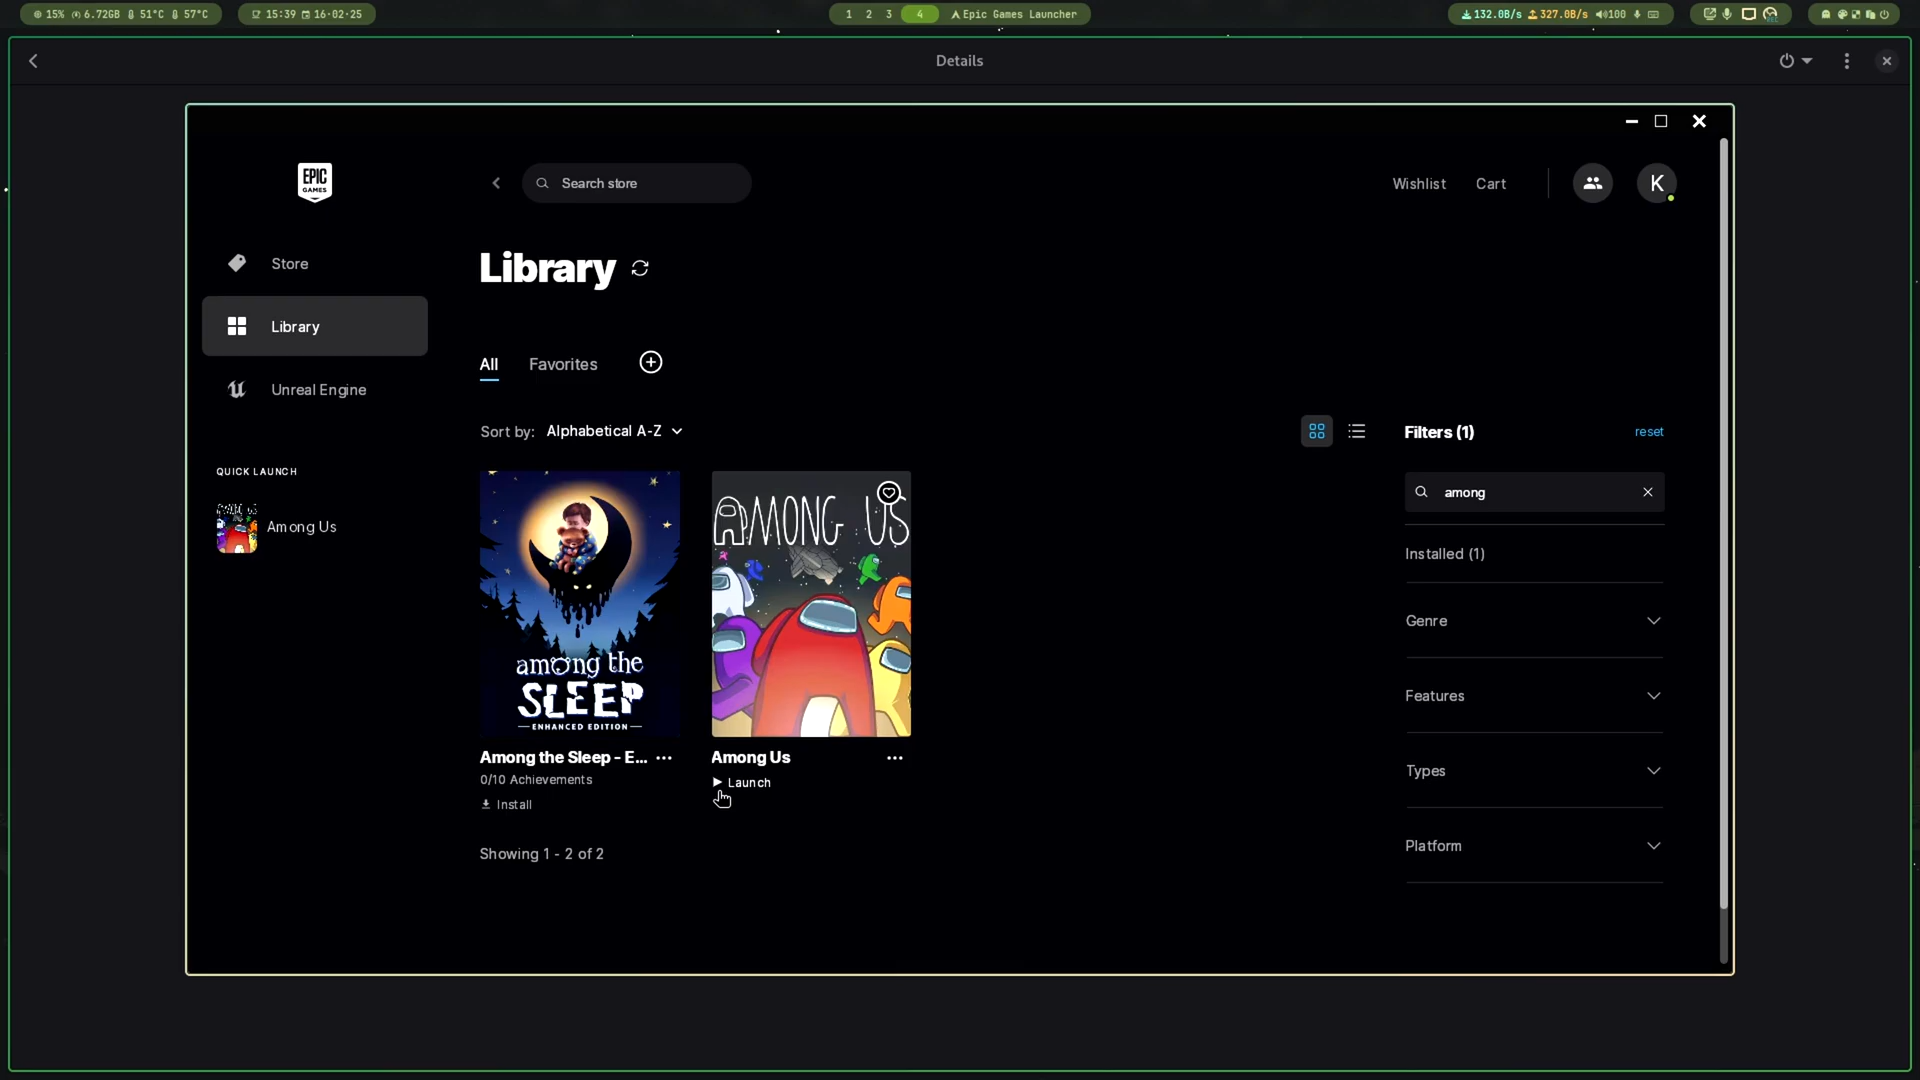 15% 6.72GB 51°C 57°C
15:39 16·02·25
1 2 3 4 Epic Games Launcher
132.0B/s 327.0B/s 100
Details
EPIC
GAMES
Search store
Wishlist
Cart
K
Store
Library
Unreal Engine
QUICK LAUNCH
Among Us
Library
All
Favorites
Sort by: Alphabetical A-Z
Filters (1)
reset
among
Installed (1)
Genre
Features
Types
Platform
among the
SLEEP
ENHANCED EDITION
AMONG US
Among the Sleep - E...
0/10 Achievements
Install
Among Us
Launch
Showing 1 - 2 of 2